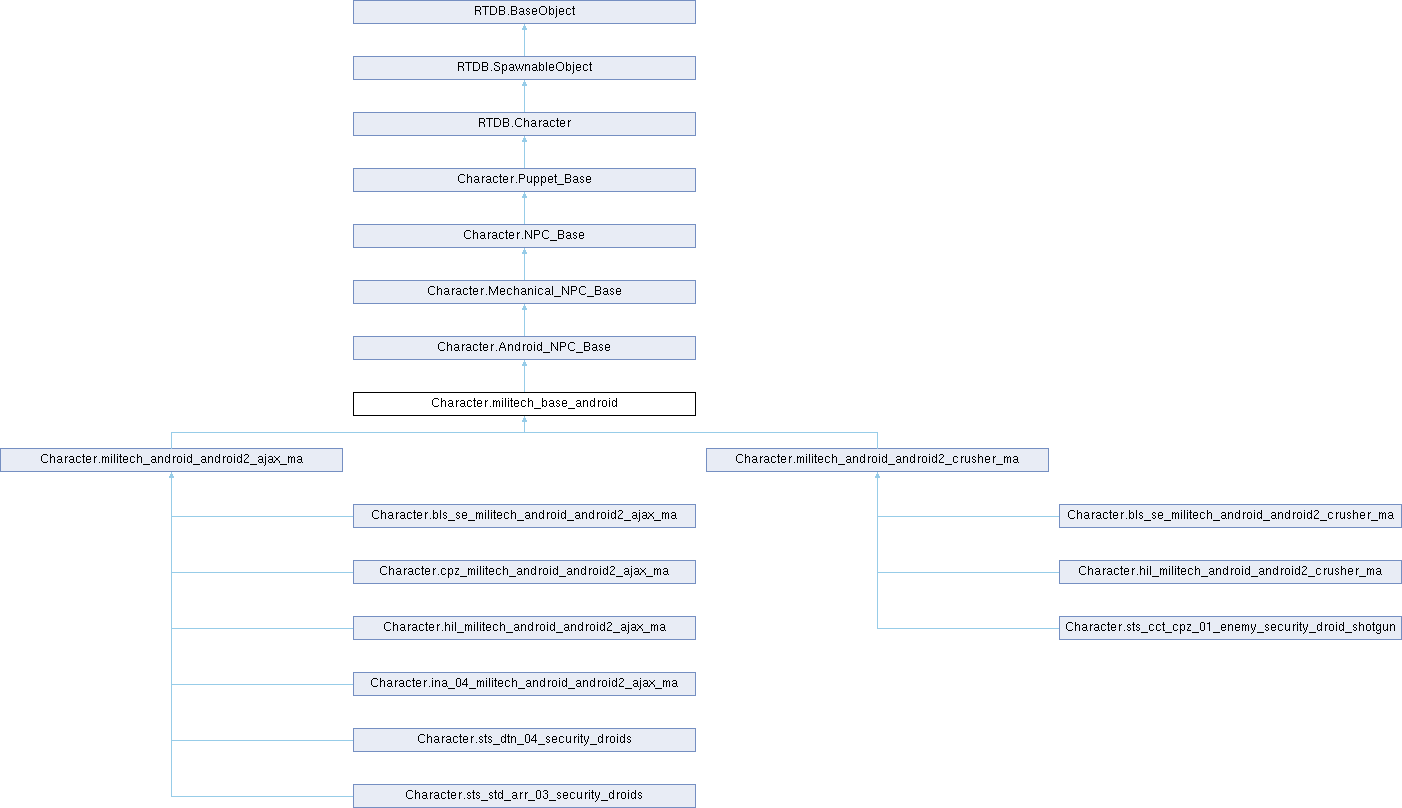 RTDB.BaseObject
RTDB.SpawnableObject
RTDB.Character
Character.Puppet_Base
Character.NPC_Base
Character.Mechanical_NPC_Base
Character.Android_NPC_Base
Character.militech_base_android
Character.militech_android_android2_ajax_ma
Character.militech_android_android2_crusher_ma
Character.bls_se_militech_android_android2_ajax_ma
Character.bls_se_militech_android_android2_crusher_ma
Character.cpz_militech_android_android2_ajax_ma
Character.hil_militech_android_android2_crusher_ma
Character.hil_militech_android_android2_ajax_ma
Character.sts_cct_cpz_01_enemy_security_droid_shotgun
Character.ina_04_militech_android_android2_ajax_ma
Character.sts_dtn_04_security_droids
Character.sts_std_arr_03_security_droids